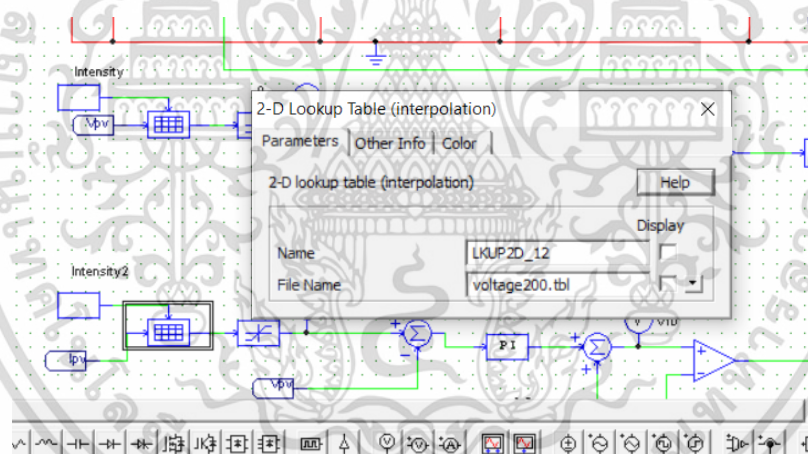 Intensity
Vpv
2-D Lookup Table (interpolation)
Parameters
Other Info
Color
2-D lookup table (interpolation)
Help
Display
Name
LKUP2D_12
File Name
voltage200.tbl
Intensity2
Ipv
Vpv
PI
V